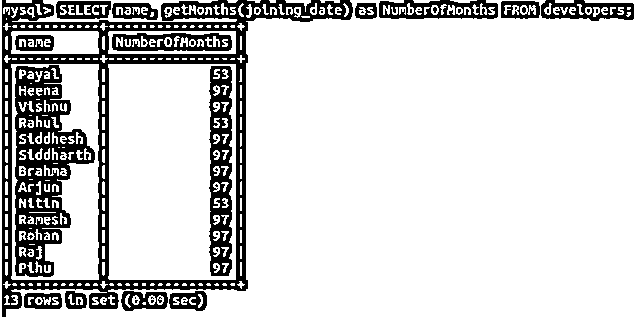 mysql> SELECT name, getMonths(joining_date) as NumberOfMonths FROM developers;
name NumberOfMonths
Payal 53
Heena 97
Vishnu 97
Rahul 53
Siddhesh 97
Siddharth 97
Brahma 97
Arjun 97
Nitin 53
Ramesh 97
Rohan 97
Raj 97
Pihu 97
13 rows in set (0.00 sec)